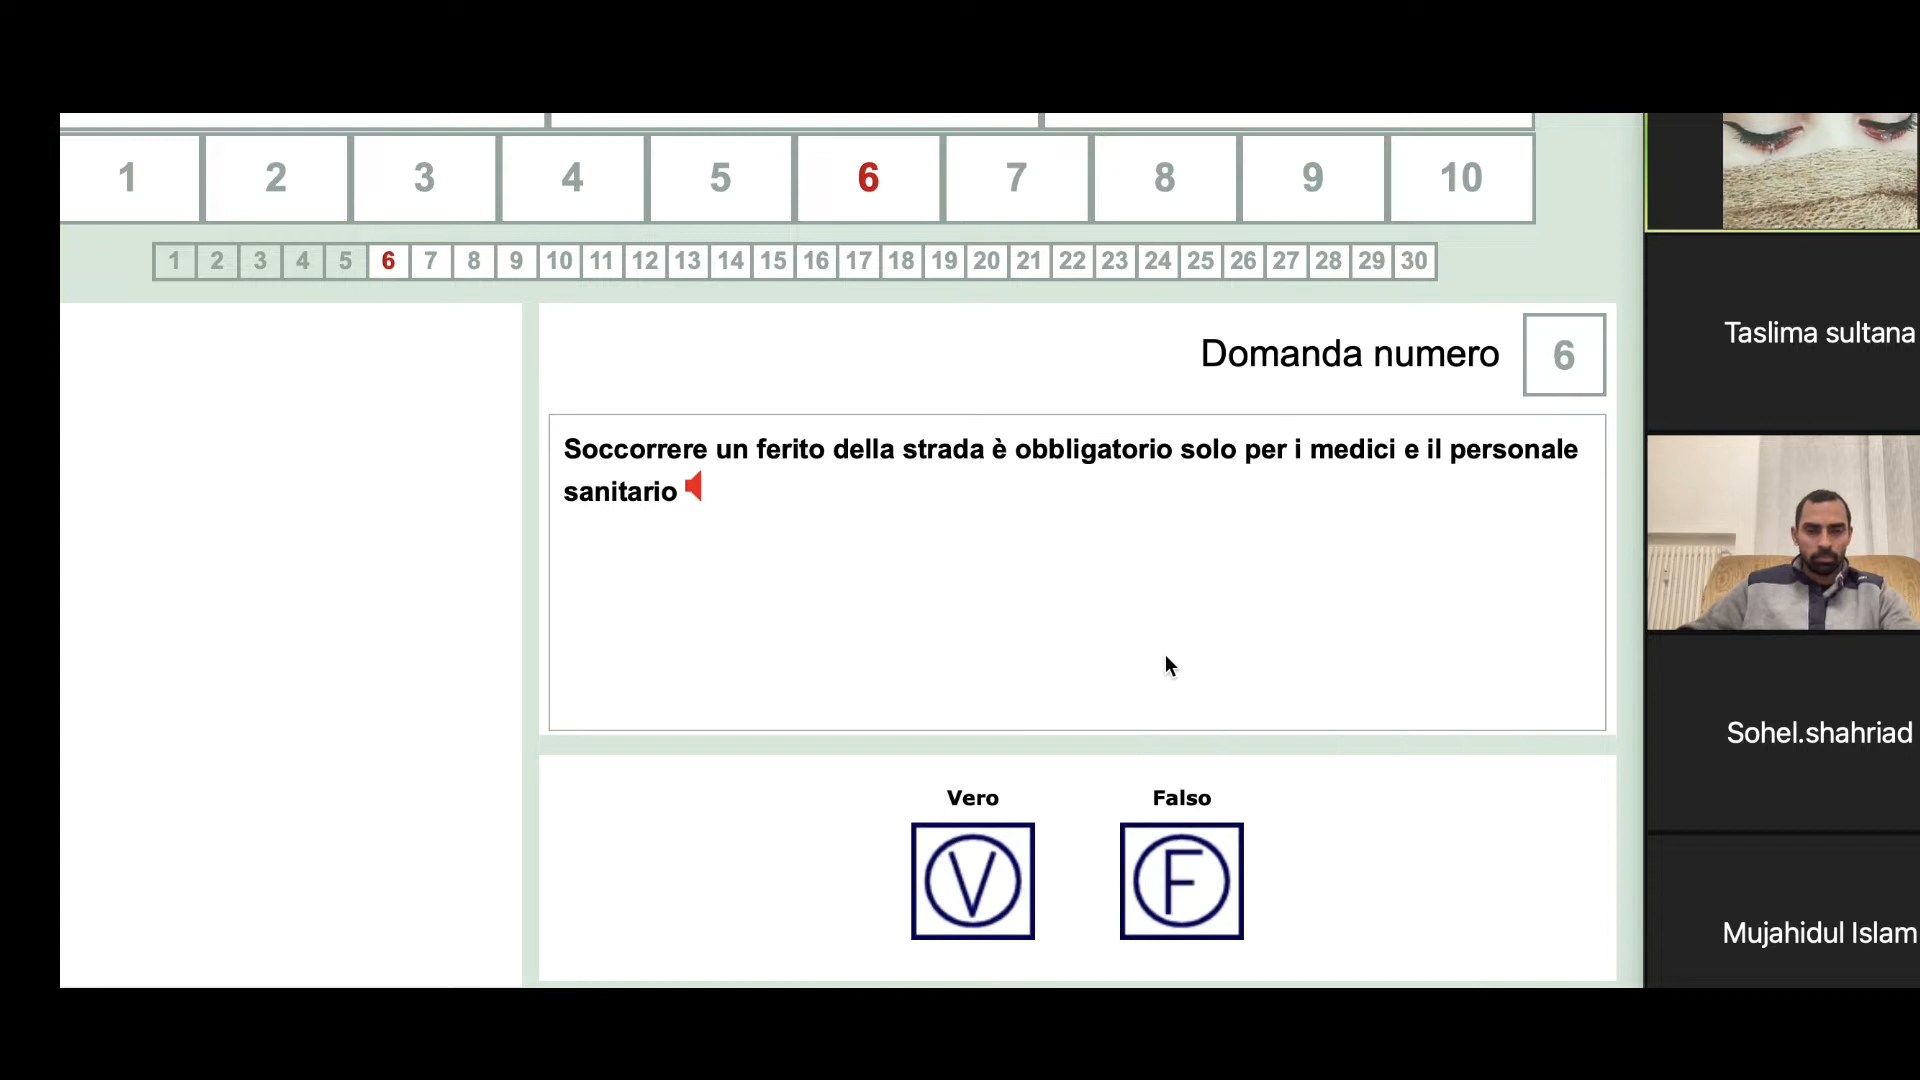 1 2 3 4 5 6 7 8 9 10
1 2 3 4 5 6 7 8 9 10 11 12 13 14 15 16 17 18 19 20 21 22 23 24 25 26 27 28 29 30
Domanda numero 6
Soccorrere un ferito della strada è obbligatorio solo per i medici e il personale
sanitario
Vero Falso
V F
Taslima sultana
Sohel.shahriad
Mujahidul Islam